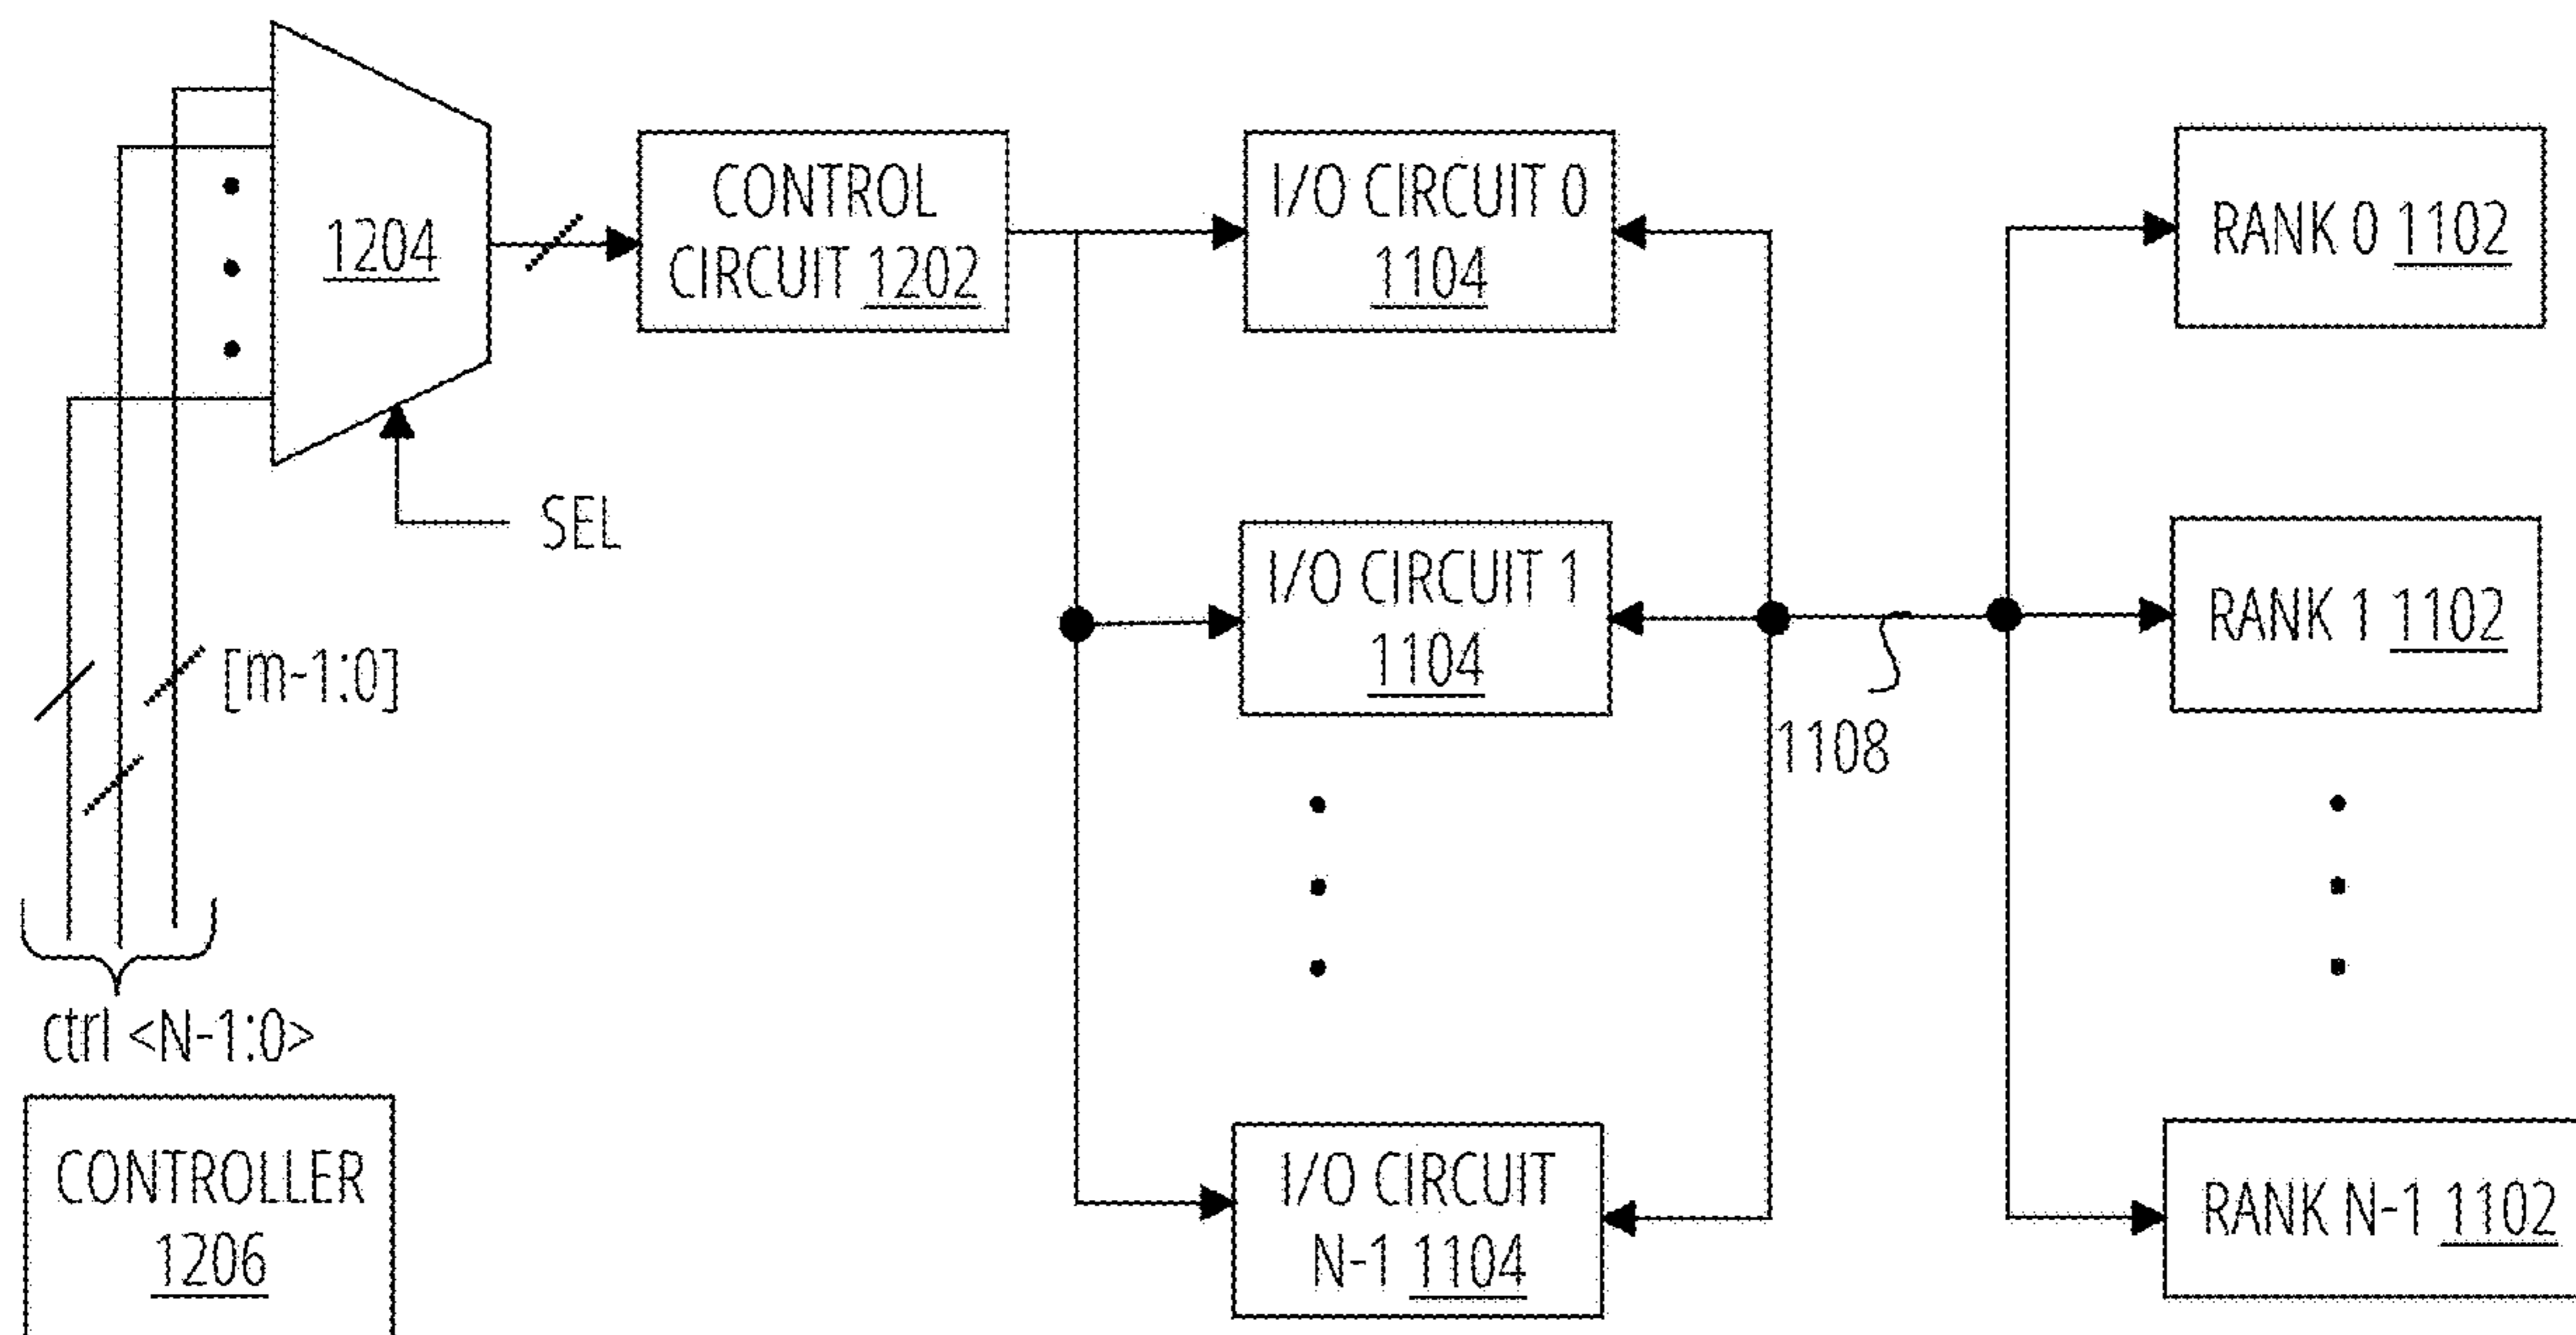 1204
SEL
[m-1:0]
ctrl <N-1:0>
CONTROLLER
1206
CONTROL
CIRCUIT 1202
I/O CIRCUIT 0
1104
I/O CIRCUIT 1
1104
I/O CIRCUIT
N-1 1104
1108
RANK 0 1102
RANK 1 1102
RANK N-1 1102